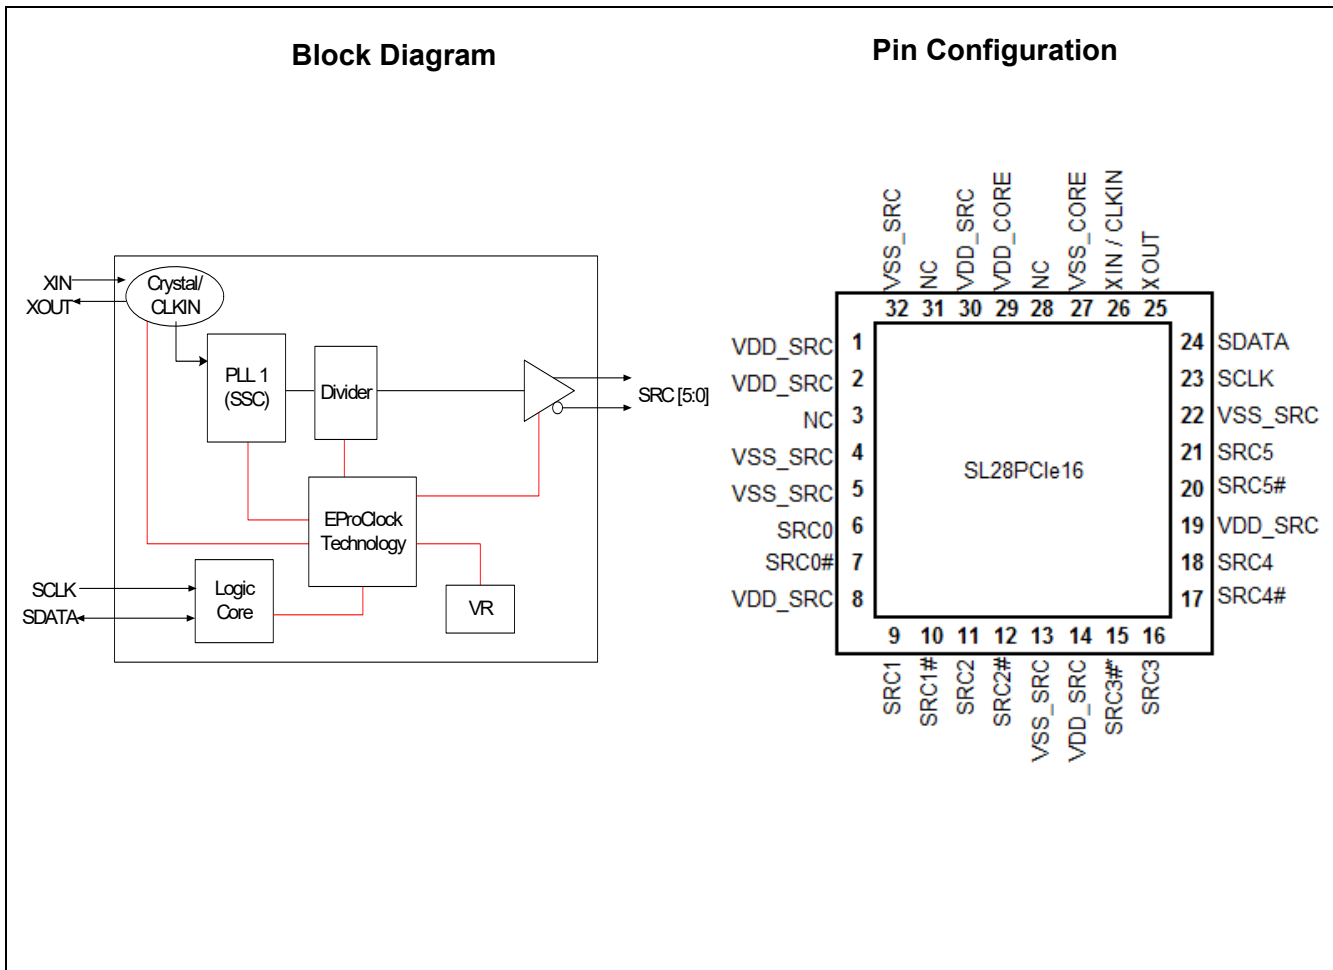 Block Diagram
XIN
XOUT
Crystal/
CLKIN
PLL 1
(SSC)
Divider
SRC [5:0]
EProClock
Technology
SCLK
SDATA
Logic
Core
VR
Pin Configuration
VSS_SRC
NC
VDD_SRC
VDD_CORE
NC
VSS_CORE
XIN / CLKIN
XOUT
32 31 30 29 28 27 26 25
VDD_SRC 1
VDD_SRC 2
NC 3
VSS_SRC 4
VSS_SRC 5
SRC0 6
SRC0# 7
VDD_SRC 8
SL28PCIe16
24 SDATA
23 SCLK
22 VSS_SRC
21 SRC5
20 SRC5#
19 VDD_SRC
18 SRC4
17 SRC4#
9 10 11 12 13 14 15 16
SRC1
SRC1#
SRC2
SRC2#
VSS_SRC
VDD_SRC
SRC3#
SRC3